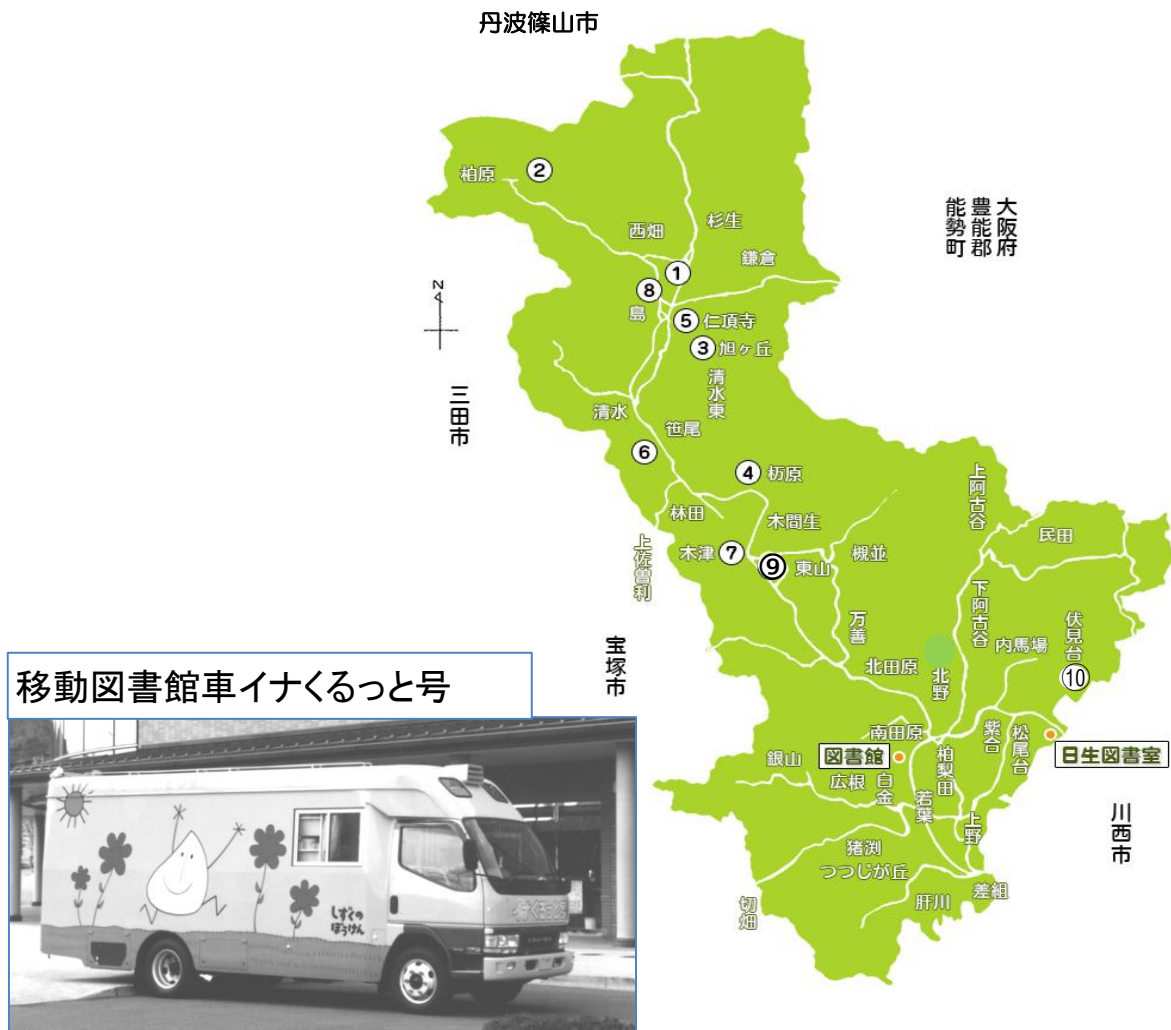 丹波篠山市
柏原
②
西畑
杉生
鎌倉
①
⑧
島
⑤
仁頂寺
③
旭ヶ丘
清水東
大阪府
豊能郡
能勢町
N
三田市
清水
笹尾
⑥
④
栃原
林田
木間生
上佐曽利
木津
⑦
⑨
東山
槻並
上阿古谷
民田
下阿古谷
万善
北田原
北野
内馬場
伏見台
⑩
宝塚市
移動図書館車イナくるっと号
南田原
図書館
銀山
広根
白金
若葉
柏梨田
紫合
松尾台
日生図書室
上野
川西市
猪渕
つつじが丘
切畑
肝川
差組
しずくの
ぼうけん
イナくるっと号